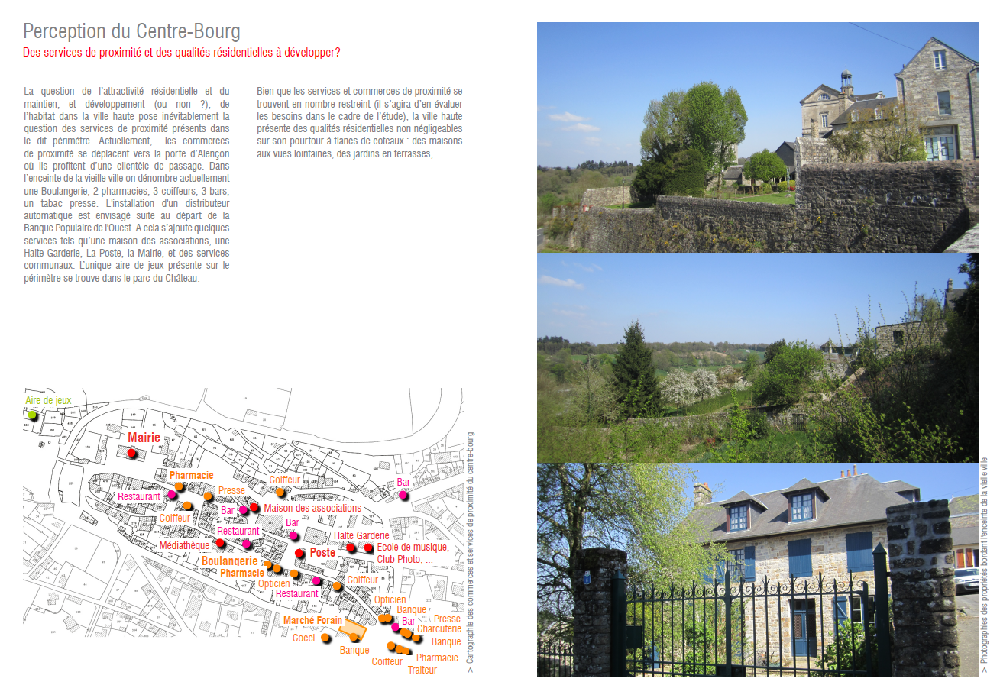 Perception du Centre-Bourg
Des services de proximité et des qualités résidentielles à développer?
La question de l'attractivité résidentielle et du
maintien, et développement (ou non ?), de
l'habitat dans la ville haute pose inévitablement la
question des services de proximité présents dans
le dit périmètre. Actuellement, les commerces
de proximité se déplacent vers la porte d'Alençon
où ils profitent d'une clientèle de passage. Dans
l'enceinte de la vieille ville on dénombre actuellement
une Boulangerie, 2 pharmacies, 3 coiffeurs, 3 bars,
un tabac presse. L'installation d'un distributeur
automatique est envisagé suite au départ de la
Banque Populaire de l'Ouest. A cela s'ajoute quelques
services tels qu'une maison des associations, une
Halte-Garderie, La Poste, la Mairie, et des services
communaux. L'unique aire de jeux présente sur le
périmètre se trouve dans le parc du Château.
Bien que les services et commerces de proximité se
trouvent en nombre restreint (il s'agira d'en évaluer
les besoins dans le cadre de l'étude), la ville haute
présente des qualités résidentielles non négligeables
sur son pourtour à flancs de coteaux : des maisons
aux vues lointaines, des jardins en terrasses, ...
Aire de jeux
Mairie
Pharmacie
Restaurant
Presse
Coiffeur
Bar
Coiffeur
Bar
Maison des associations
Restaurant
Bar
Médiathèque
Halte Garderie
Poste
Ecole de musique,
Club Photo, ...
Boulangerie
Pharmacie
Opticien
Coiffeur
Restaurant
Opticien
Banque
Marché Forain
Bar
Presse
Charcuterie
Cocci
Banque
Banque
Coiffeur
Pharmacie
Traiteur
> Cartographie des commerces et services de proximité du centre-bourg
> Photographies des propriétés bordant l'enceinte de la vielle ville